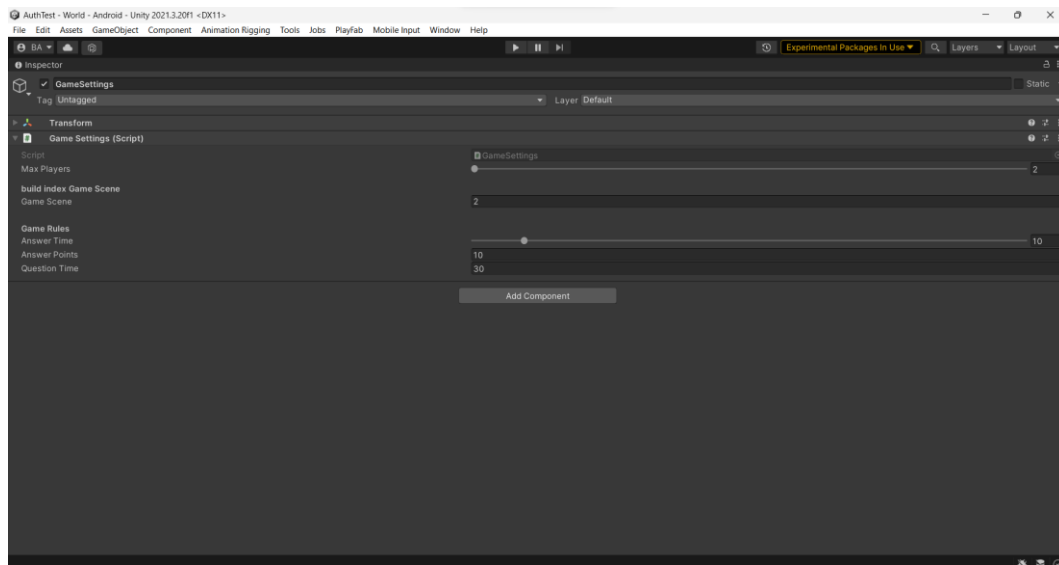 AuthTest - World - Android - Unity 2021.3.20f1 <DX11>
File Edit Assets GameObject Component Animation Rigging Tools Jobs PlayFab Mobile Input Window Help
BA Experimental Packages In Use Layers Layout
Inspector
GameSettings Static
Tag Untagged Layer Default
Transform
Game Settings (Script)
Script GameSettings
Max Players 2
build index Game Scene
Game Scene 2
Game Rules
Answer Time 10
Answer Points 10
Question Time 30
Add Component